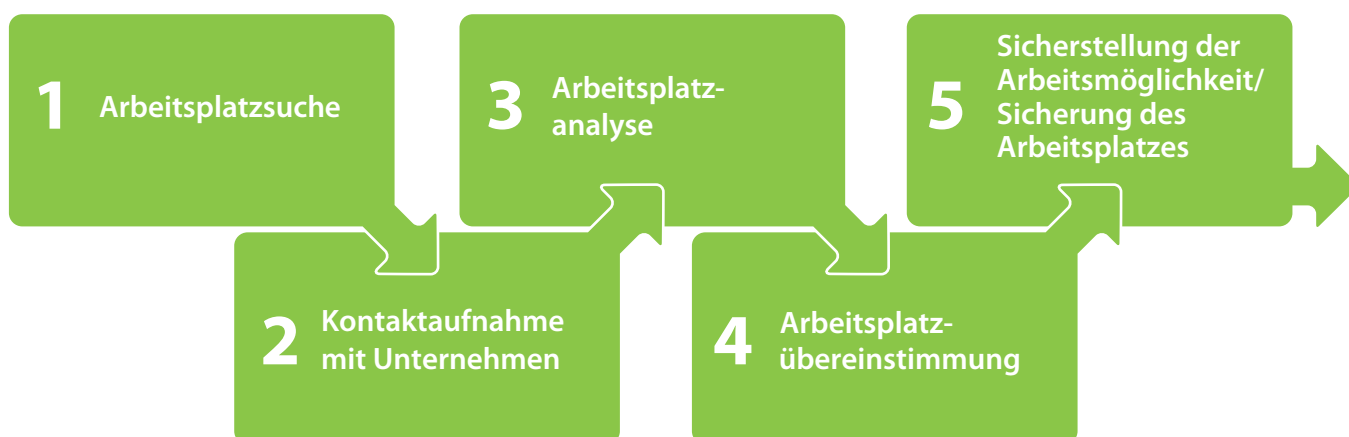 1 Arbeitsplatzsuche
2 Kontaktaufnahme
mit Unternehmen
3 Arbeitsplatz-
analyse
4 Arbeitsplatz-
übereinstimmung
5 Sicherstellung der
Arbeitsmöglichkeit/
Sicherung des
Arbeitsplatzes